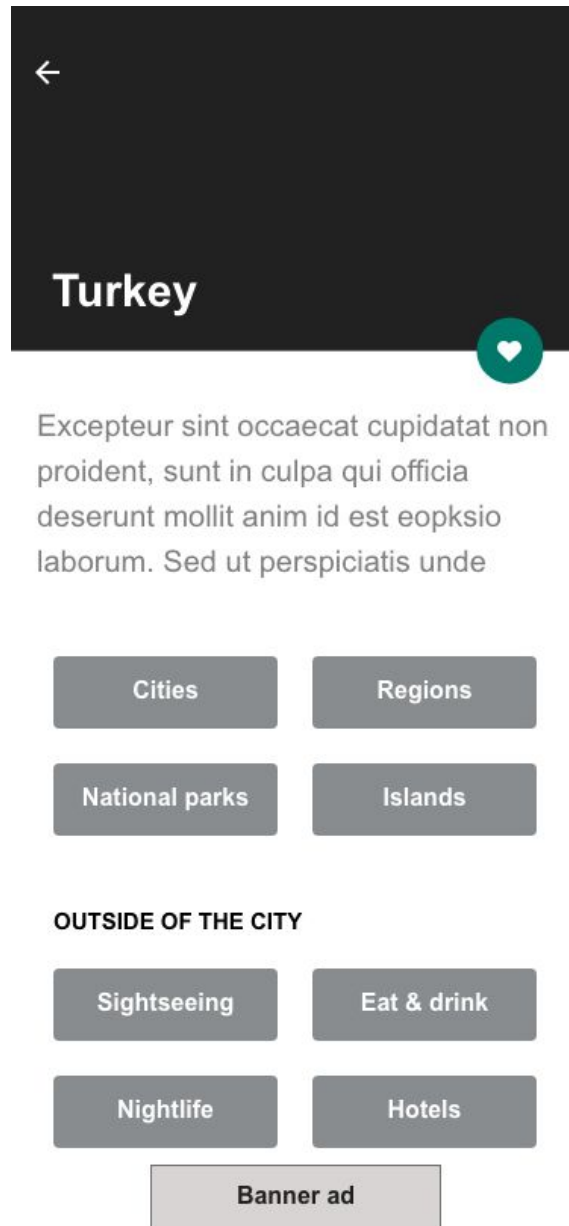 Turkey
Excepteur sint occaecat cupidatat non
proident, sunt in culpa qui officia
deserunt mollit anim id est eopksio
laborum. Sed ut perspiciatis unde
Cities
Regions
National parks
Islands
OUTSIDE OF THE CITY
Sightseeing
Eat & drink
Nightlife
Hotels
Banner ad